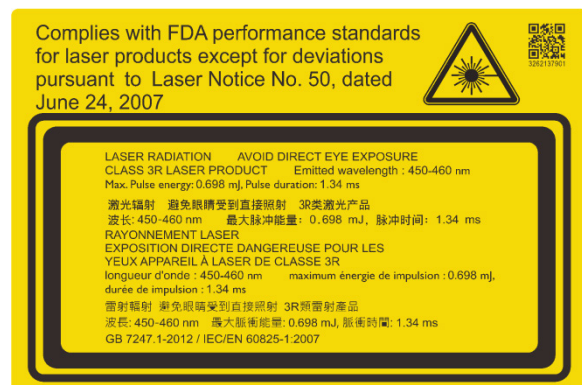 Complies with FDA performance standards
for laser products except for deviations
pursuant to Laser Notice No. 50, dated
June 24, 2007
3262137901
LASER RADIATION AVOID DIRECT EYE EXPOSURE
CLASS 3R LASER PRODUCT Emitted wavelength : 450-460 nm
Max. Pulse energy: 0.698 mJ, Pulse duration: 1.34 ms
激光辐射 避免眼睛受到直接照射 3R类激光产品
波长: 450-460 nm 最大脉冲能量: 0.698 mJ, 脉冲时间: 1.34 ms
RAYONNEMENT LASER
EXPOSITION DIRECTE DANGEREUSE POUR LES
YEUX APPAREIL À LASER DE CLASSE 3R
longueur d'onde : 450-460 nm maximum énergie de impulsion : 0.698 mJ,
durée de impulsion : 1.34 ms
雷射輻射 避免眼睛受到直接照射 3R類雷射產品
波長: 450-460 nm 最大脈衝能量: 0.698 mJ, 脈衝時間: 1.34 ms
GB 7247.1-2012 / IEC/EN 60825-1:2007